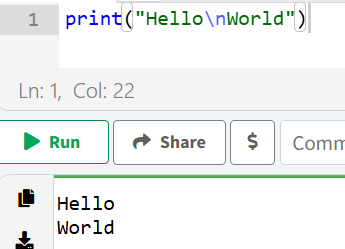 1 print("Hello\nWorld")
Ln: 1, Col: 22
Run Share $ Comm
Hello
World